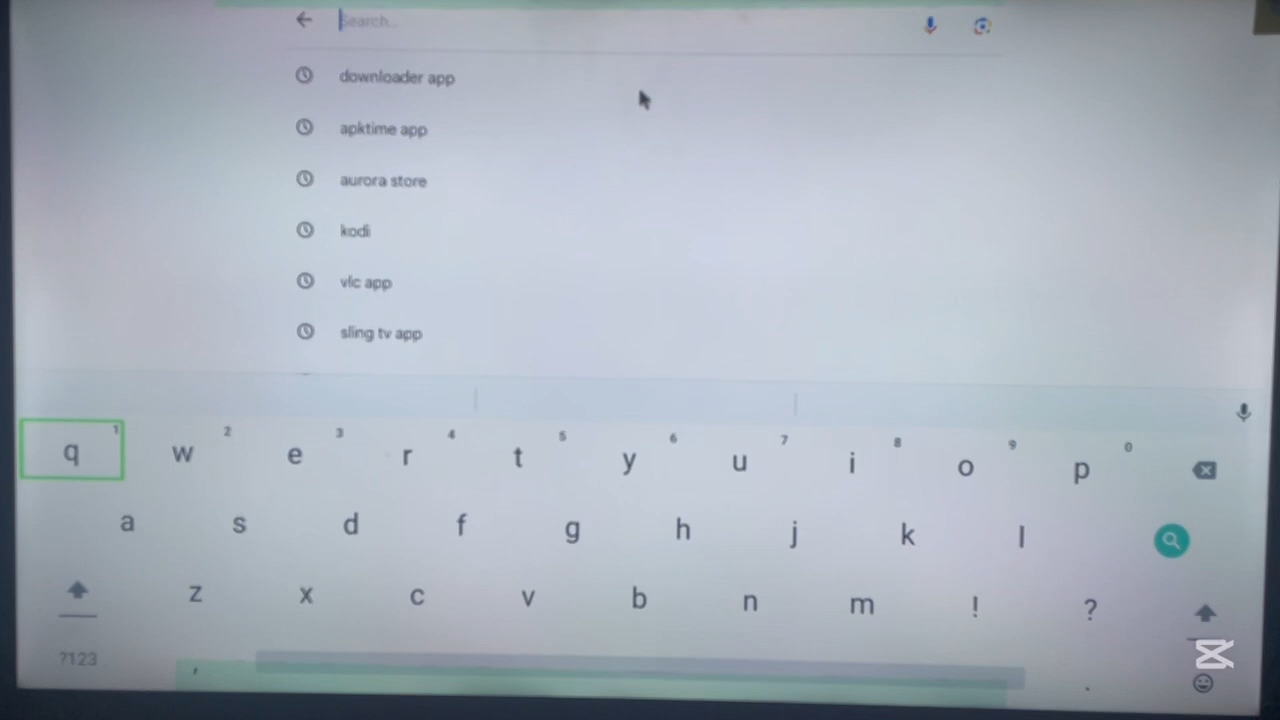 Search...
downloader app
apktime app
aurora store
kodi
vlc app
sling tv app
q 1 w 2 e 3 r 4 t 5 y 6 u 7 i 8 o 9 p 0
a s d f g h j k l
z x c v b n m ! ?
?123 , .